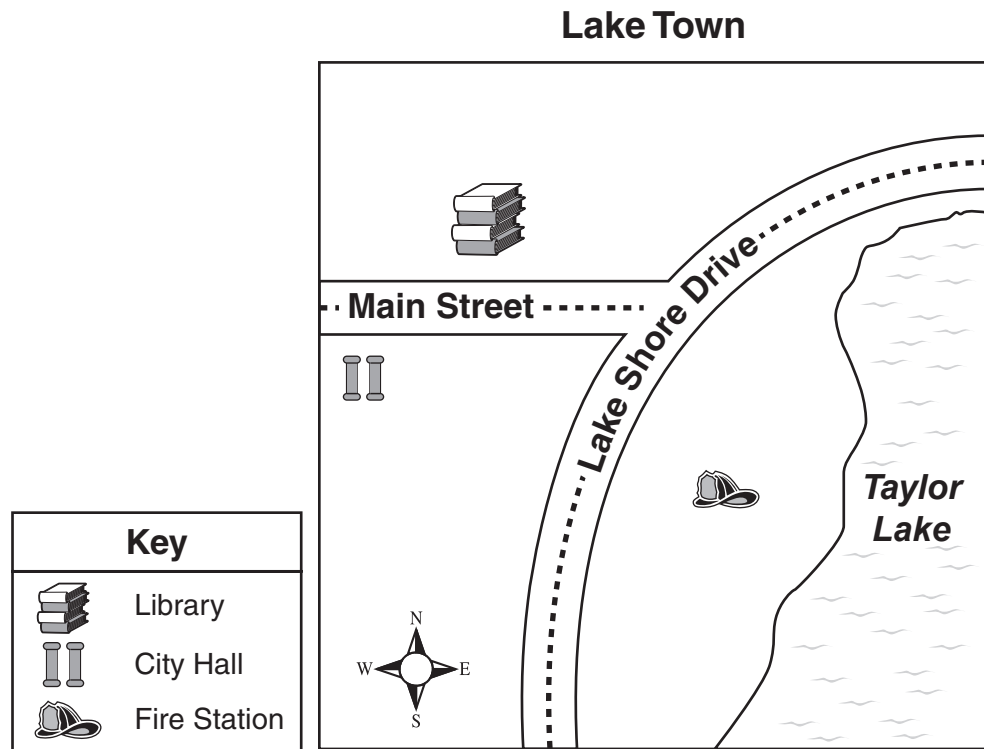 Lake Town
Main Street
Lake Shore Drive
Taylor
Lake
Key
Library
City Hall
Fire Station
N
W
E
S